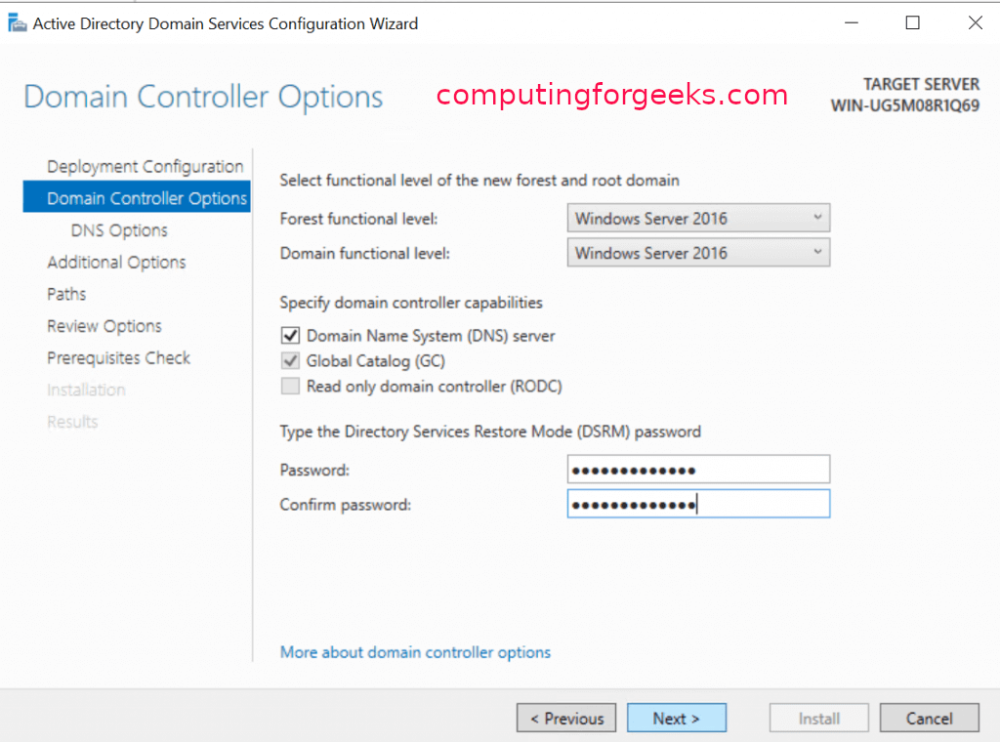 Active Directory Domain Services Configuration Wizard
Domain Controller Options
computingforgeeks.com
TARGET SERVER
WIN-UG5M08R1Q69
Deployment Configuration
Domain Controller Options
DNS Options
Additional Options
Paths
Review Options
Prerequisites Check
Installation
Results
Select functional level of the new forest and root domain
Forest functional level: Windows Server 2016
Domain functional level: Windows Server 2016
Specify domain controller capabilities
Domain Name System (DNS) server
Global Catalog (GC)
Read only domain controller (RODC)
Type the Directory Services Restore Mode (DSRM) password
Password: •••••••••••••
Confirm password: •••••••••••••
More about domain controller options
< Previous Next > Install Cancel